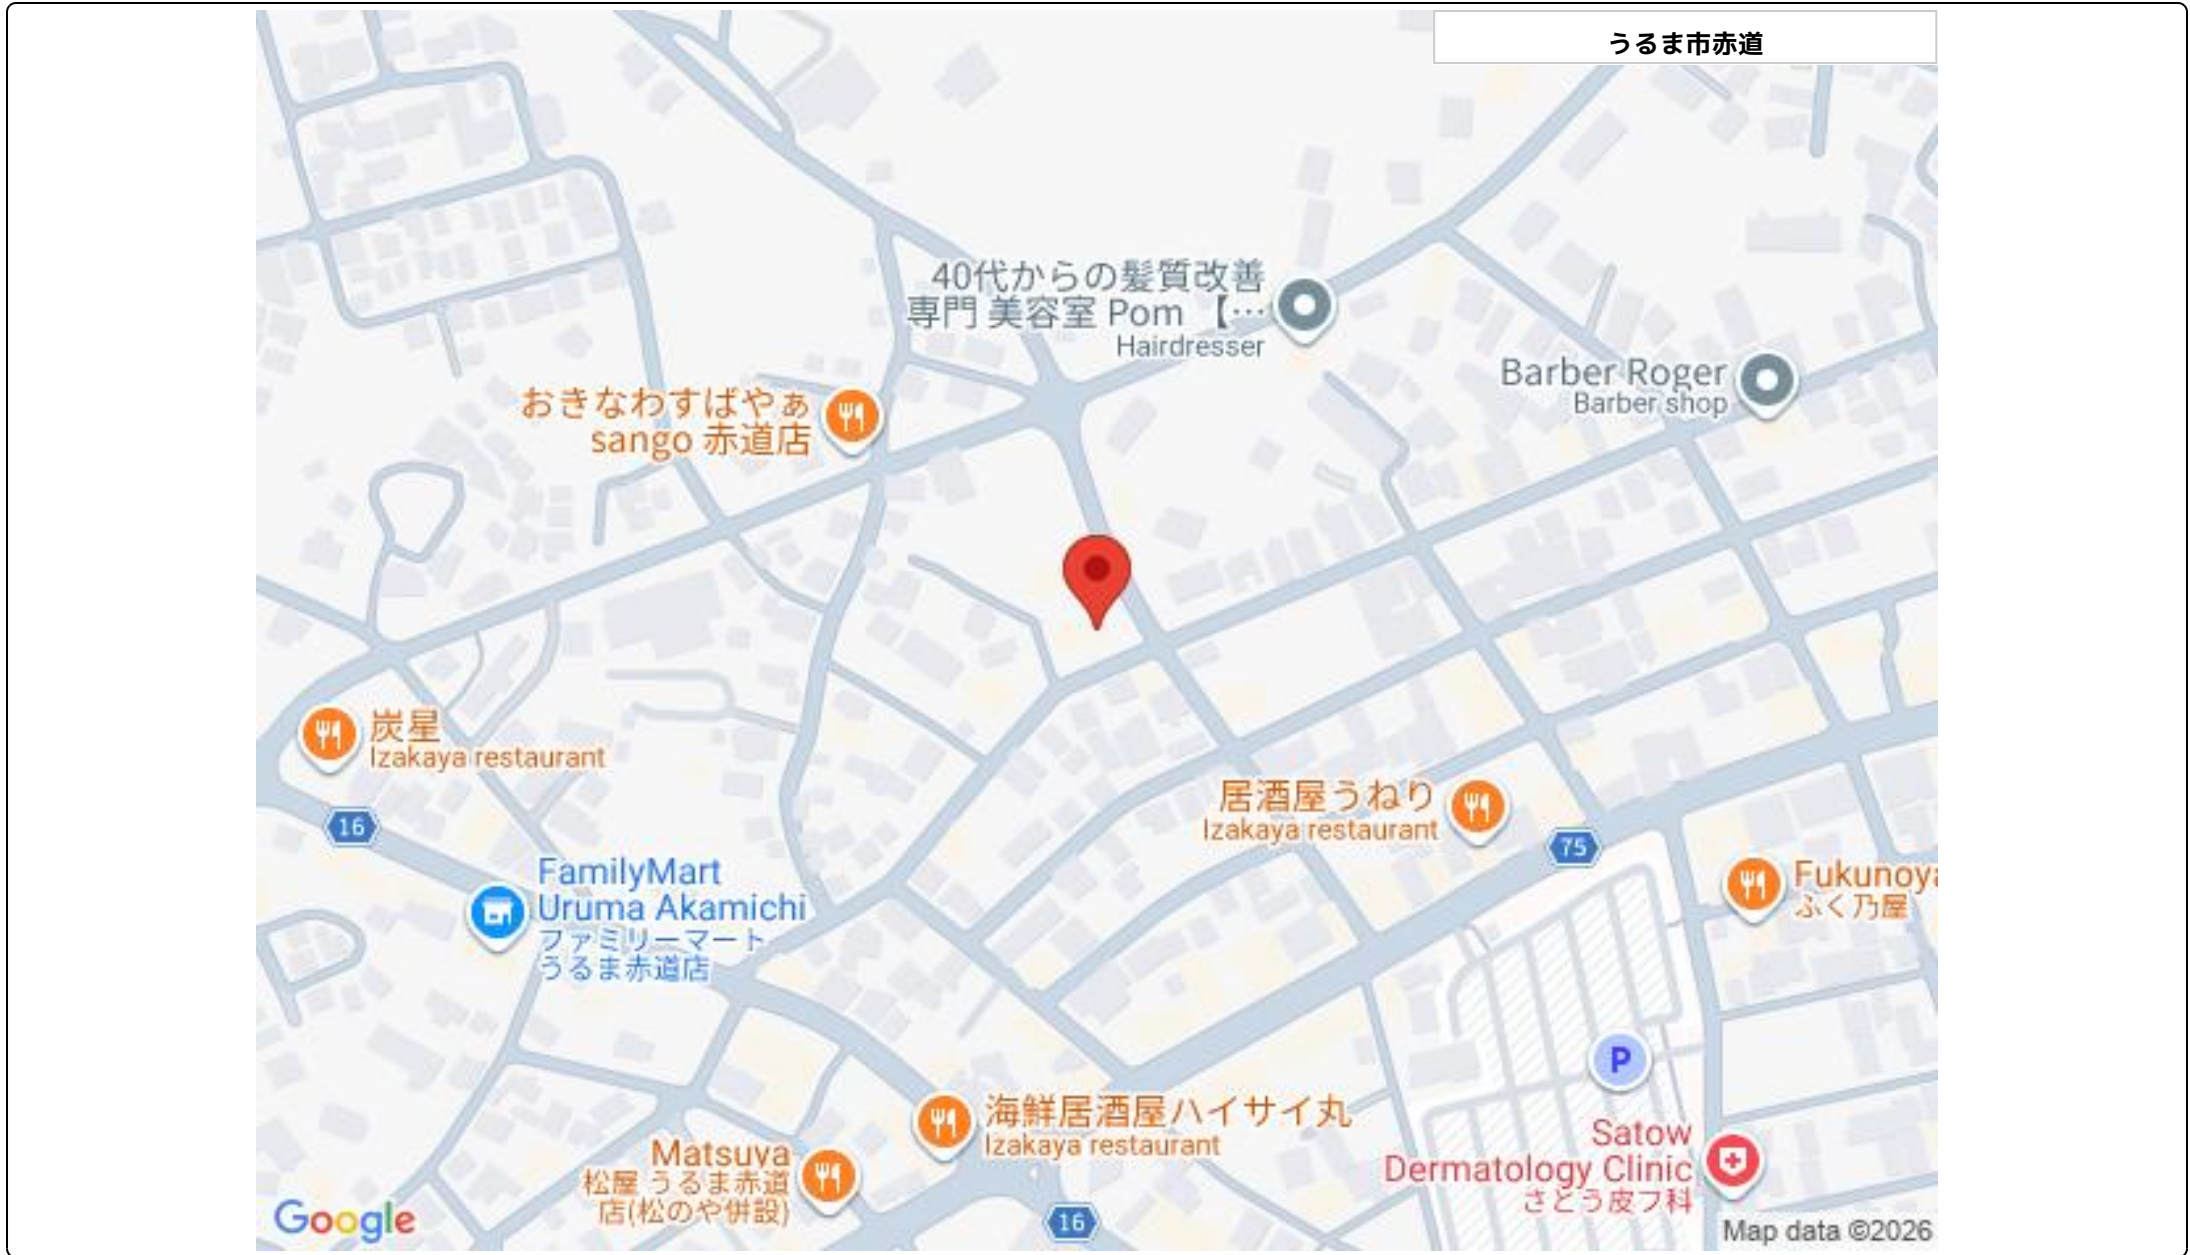 うるま市赤道
40代からの髪質改善
専門 美容室 Pom 【…
Hairdresser
Barber Roger
Barber shop
おきなわすばやぁ
sango 赤道店
炭星
Izakaya restaurant
居酒屋うねり
Izakaya restaurant
16
75
FamilyMart
Uruma Akamichi
ファミリーマート
うるま赤道店
Fukunoya
ふく乃屋
P
海鮮居酒屋ハイサイ丸
Izakaya restaurant
Matsuya
松屋 うるま赤道
店(松のや併設)
Satow
Dermatology Clinic
さとう皮フ科
16
Google
Map data ©2026